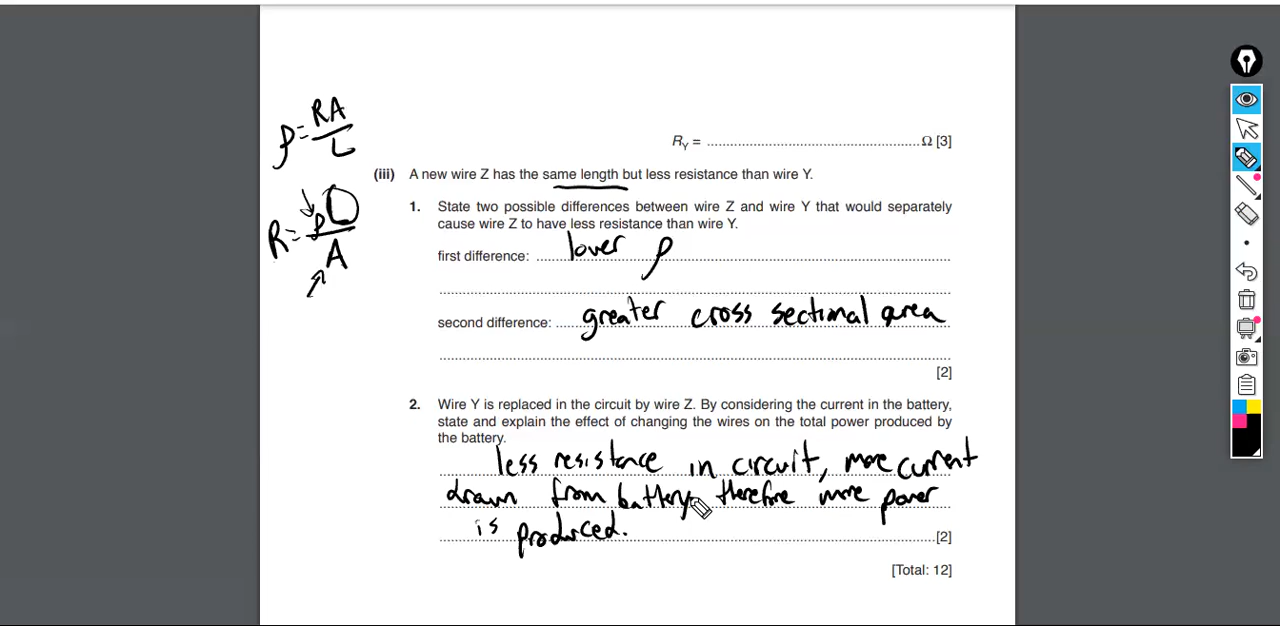 ρ = RA
L
R_Y = ............ Ω [3]
(iii) A new wire Z has the same length but less resistance than wire Y.
R = ρL
A
1. State two possible differences between wire Z and wire Y that would separately
cause wire Z to have less resistance than wire Y.
first difference: lower ρ
second difference: greater cross sectional area
[2]
2. Wire Y is replaced in the circuit by wire Z. By considering the current in the battery,
state and explain the effect of changing the wires on the total power produced by
the battery.
less resistance in circuit, more current
drawn from battery therefore more power
is produced.
[2]
[Total: 12]